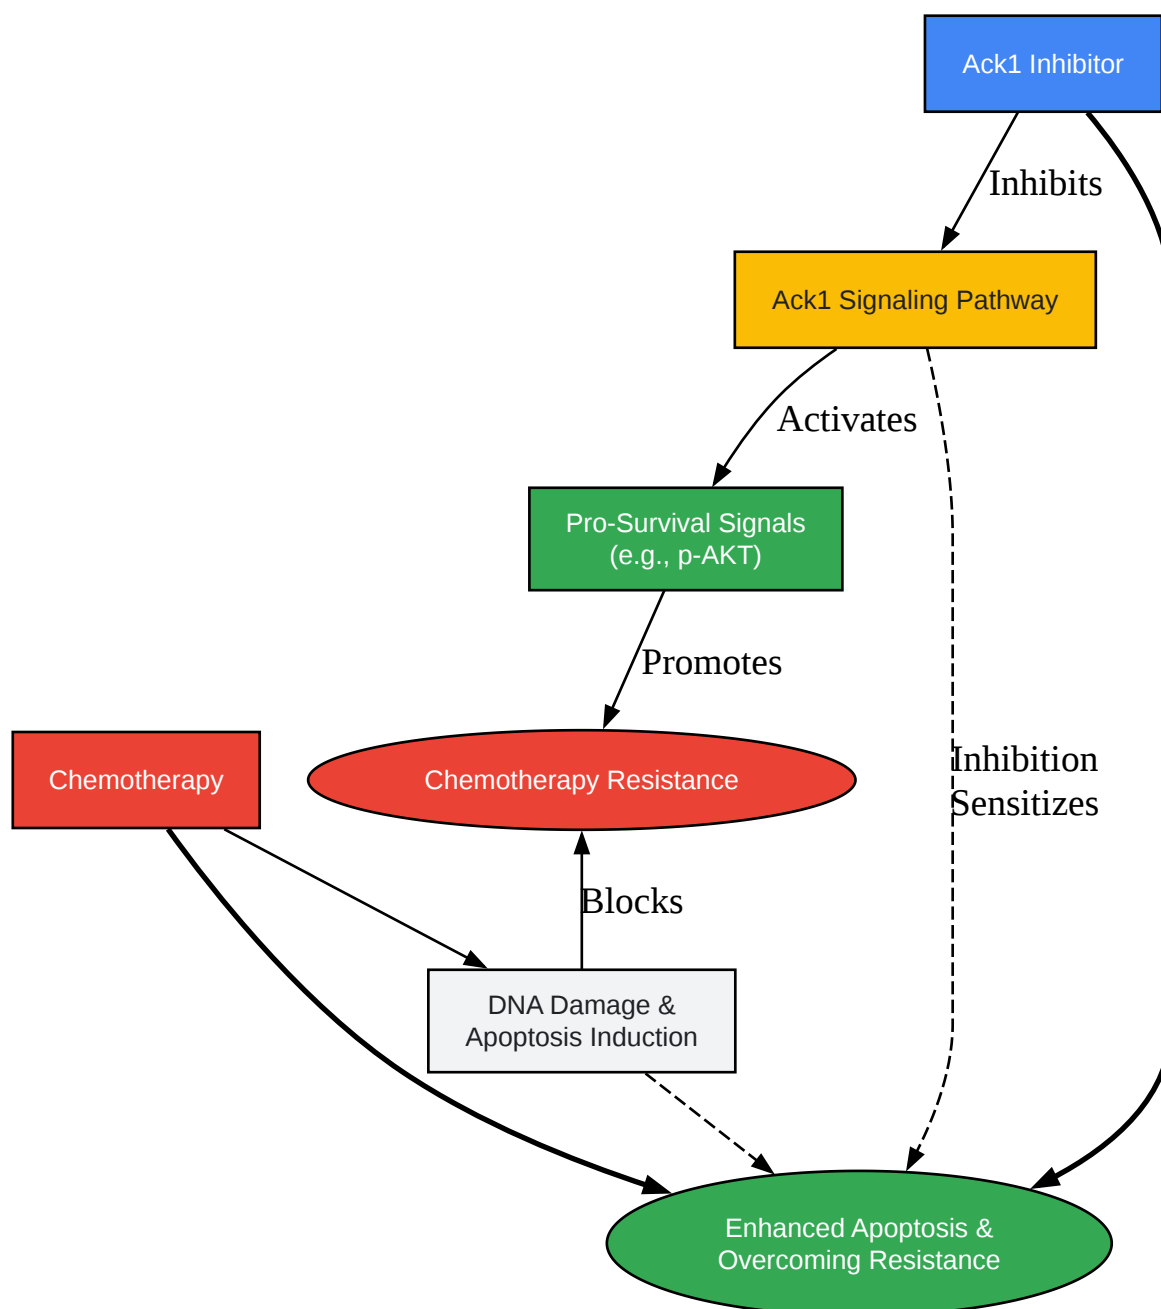 Ack1 Inhibitor
Inhibits
Ack1 Signaling Pathway
Activates
Pro-Survival Signals
(e.g., p-AKT)
Promotes
Chemotherapy
Chemotherapy Resistance
Inhibition
Sensitizes
Blocks
DNA Damage &
Apoptosis Induction
Enhanced Apoptosis &
Overcoming Resistance